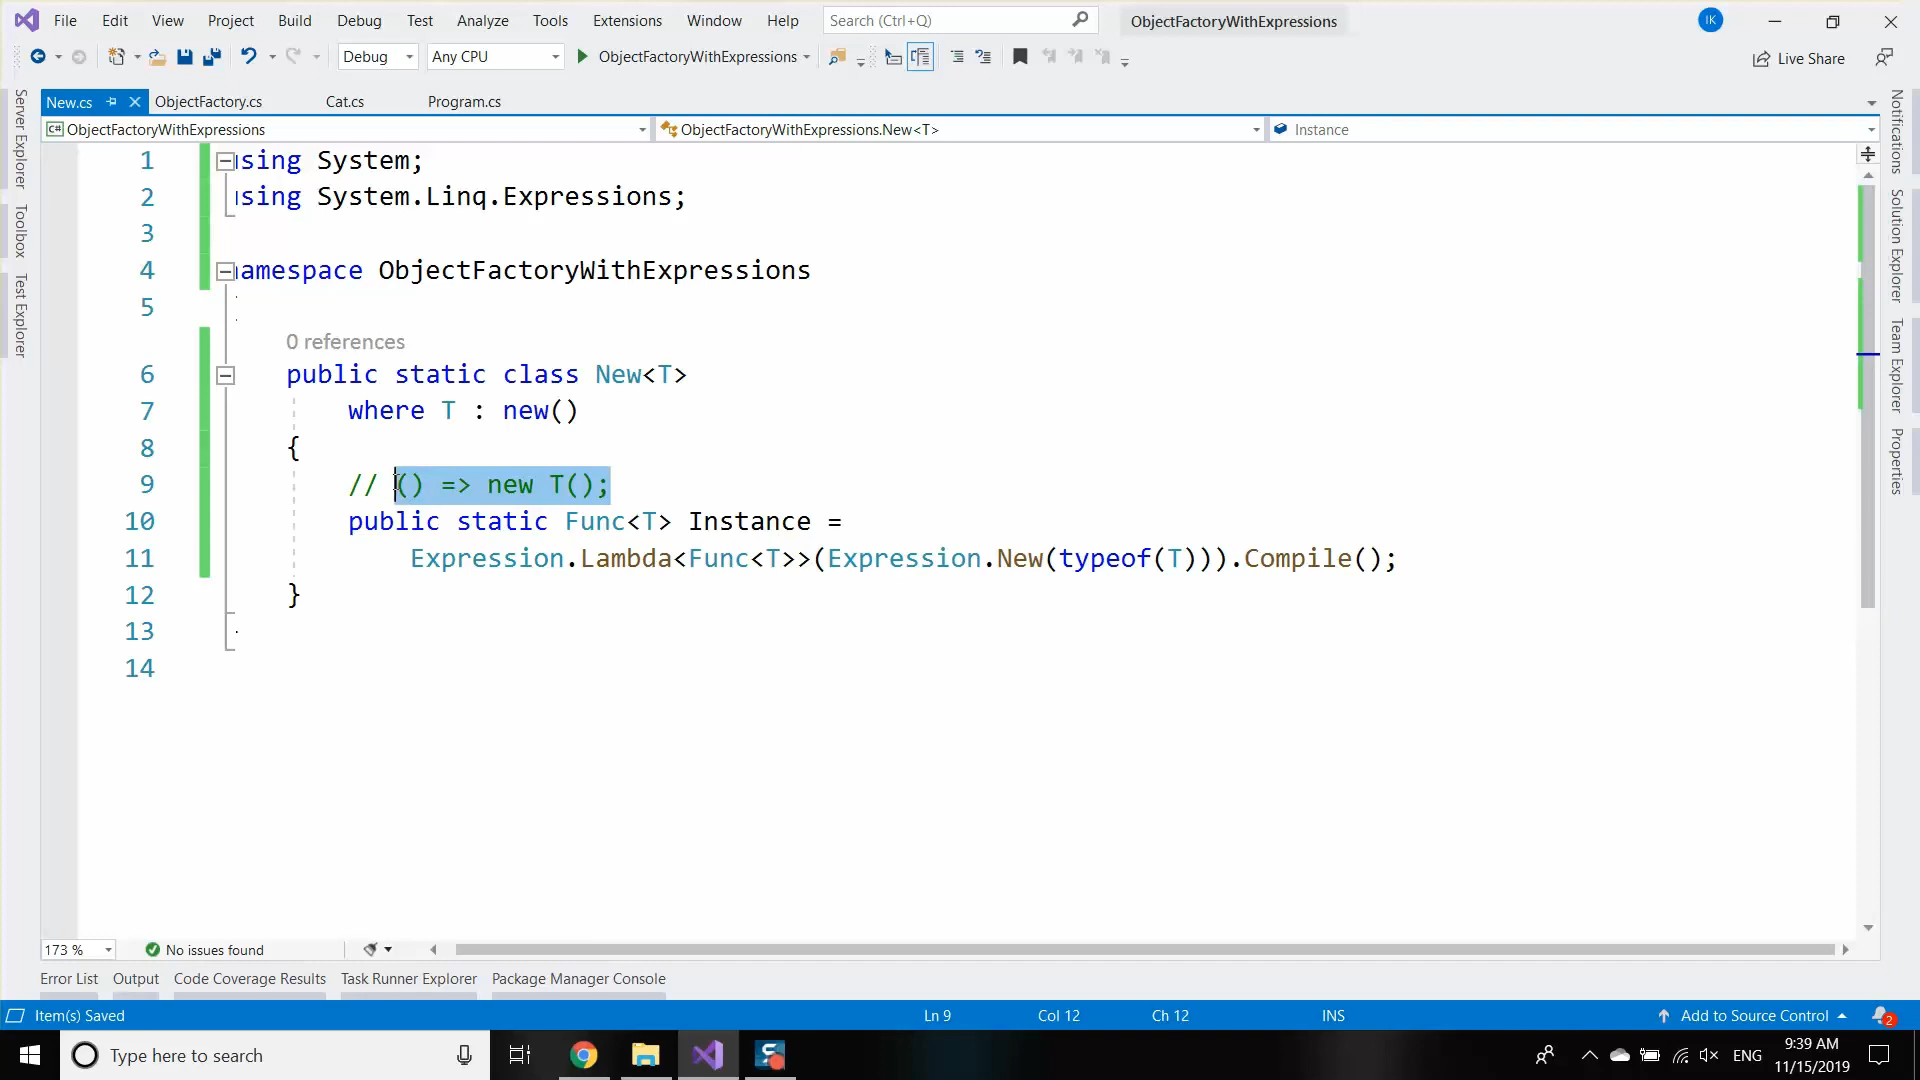 File Edit View Project Build Debug Test Analyze Tools Extensions Window Help Search (Ctrl+Q) ObjectFactoryWithExpressions IK
Debug Any CPU ObjectFactoryWithExpressions Live Share
New.cs ObjectFactory.cs Cat.cs Program.cs
C# ObjectFactoryWithExpressions ObjectFactoryWithExpressions.New<T> Instance
Server Explorer
Toolbox
Test Explorer
1 sing System;
2 sing System.Linq.Expressions;
3
4 amespace ObjectFactoryWithExpressions
5
0 references
6 public static class New<T>
7 where T : new()
8 {
9 // () => new T();
10 public static Func<T> Instance =
11 Expression.Lambda<Func<T>>(Expression.New(typeof(T))).Compile();
12 }
13
14
Notifications
Solution Explorer
Team Explorer
Properties
173 % No issues found
Error List Output Code Coverage Results Task Runner Explorer Package Manager Console
Item(s) Saved Ln 9 Col 12 Ch 12 INS Add to Source Control 2
Type here to search ENG 9:39 AM
11/15/2019